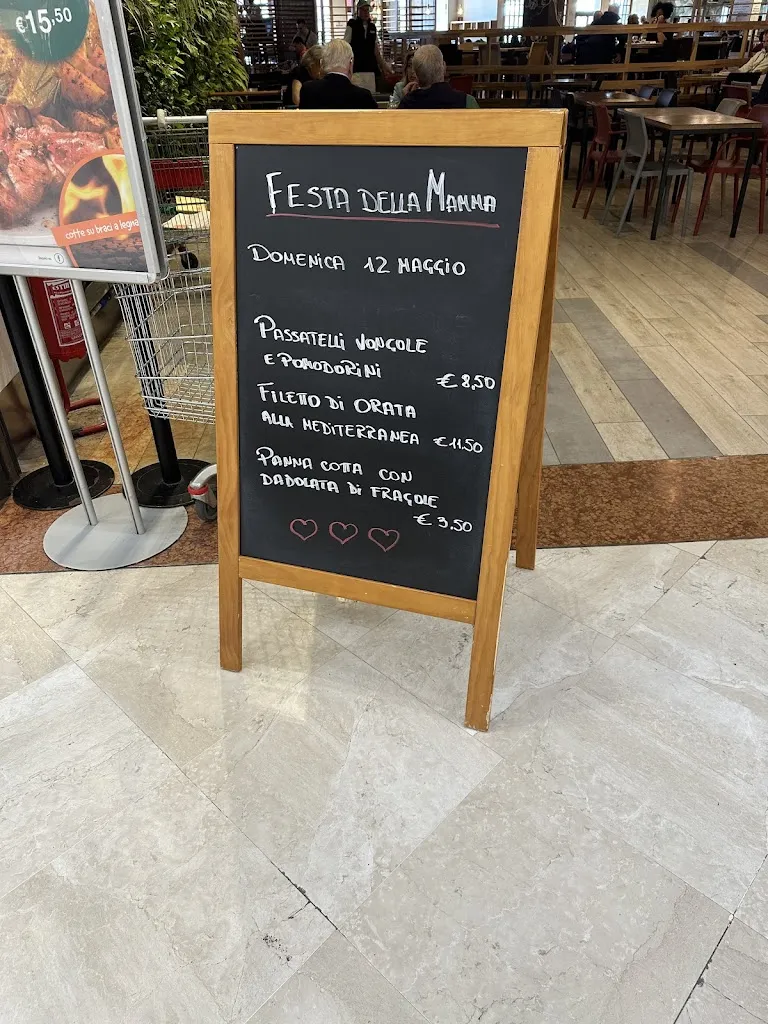 €15,50
cotte su braci a legna
FESTA DELLA MAMMA
DOMENICA 12 MAGGIO
PASSATELLI VONGOLE
E POMODORINI
€ 8,50
FILETTO DI ORATA
ALLA MEDITERRANEA € 11.50
PANNA COTTA CON
DADOLATA DI FRAGOLE
€ 3.50